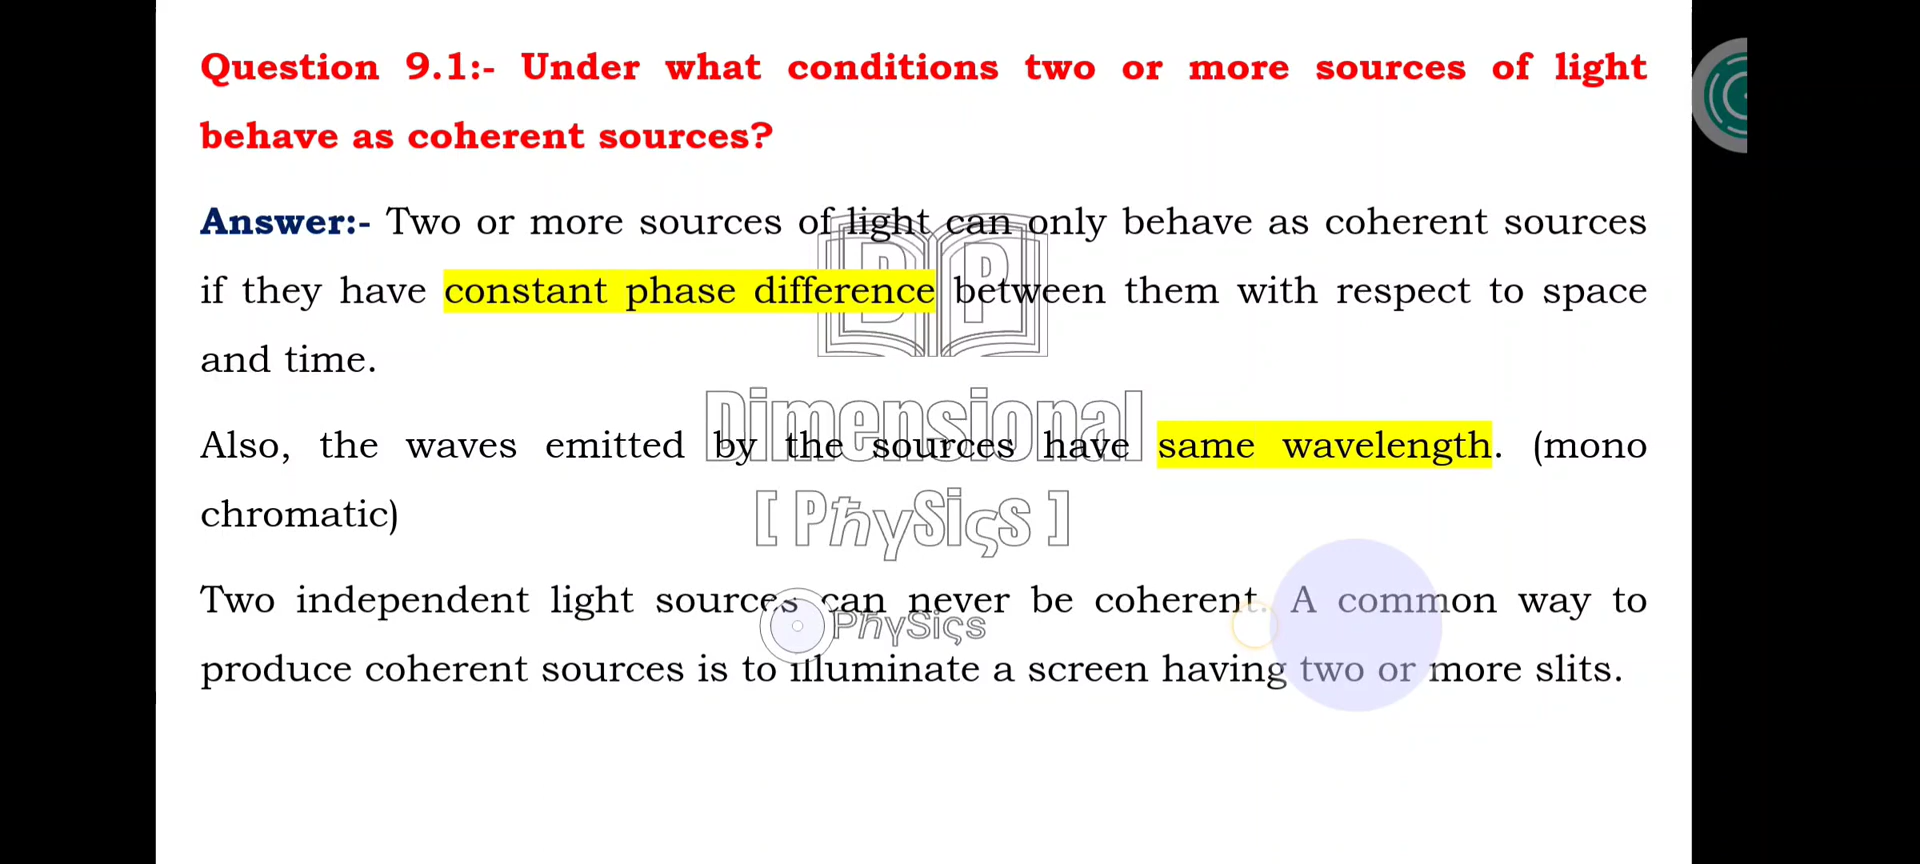 Question 9.1:- Under what conditions two or more sources of light
behave as coherent sources?
Answer:- Two or more sources of light can only behave as coherent sources
if they have constant phase difference between them with respect to space
and time.
DP
Dimensional
Also, the waves emitted by the sources have same wavelength. (mono
chromatic)
[ PħγSiςs ]
Two independent light sources can never be coherent. A common way to
PħγSiςs
produce coherent sources is to illuminate a screen having two or more slits.